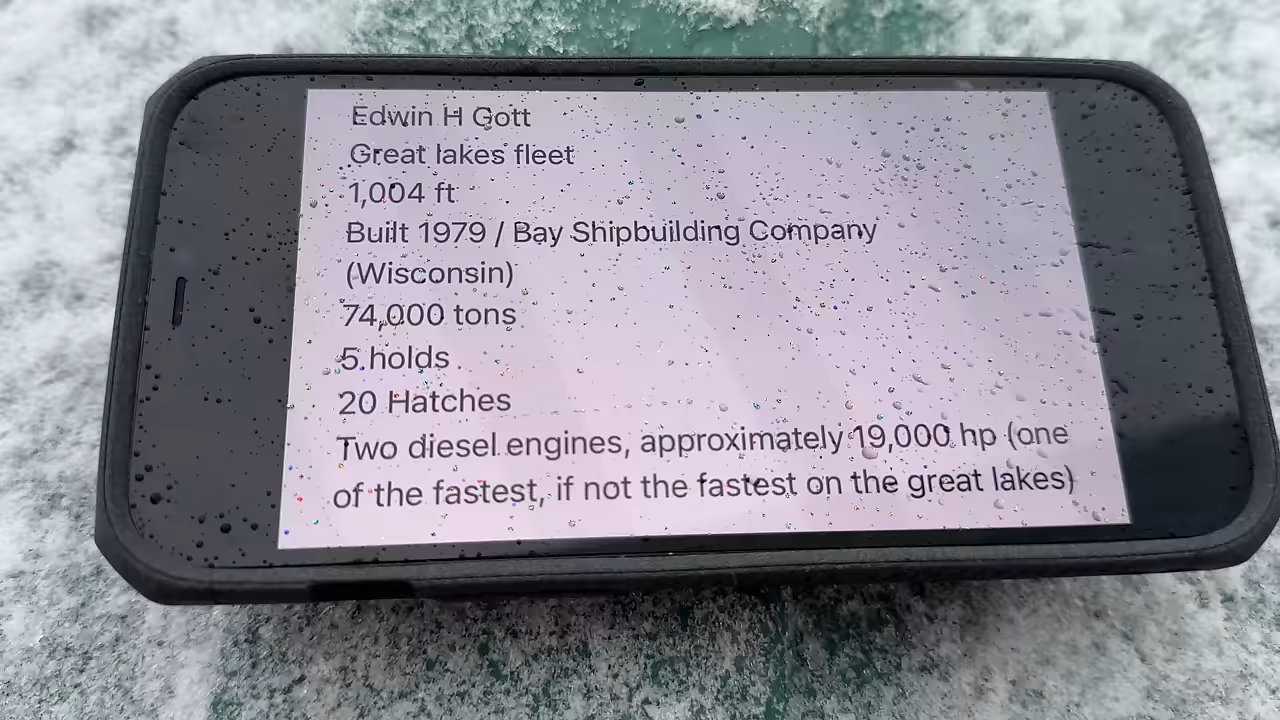 Edwin H Gott
Great lakes fleet
1,004 ft
Built 1979 / Bay Shipbuilding Company
(Wisconsin)
74,000 tons
5 holds
20 Hatches
Two diesel engines, approximately 19,000 hp (one
of the fastest, if not the fastest on the great lakes)